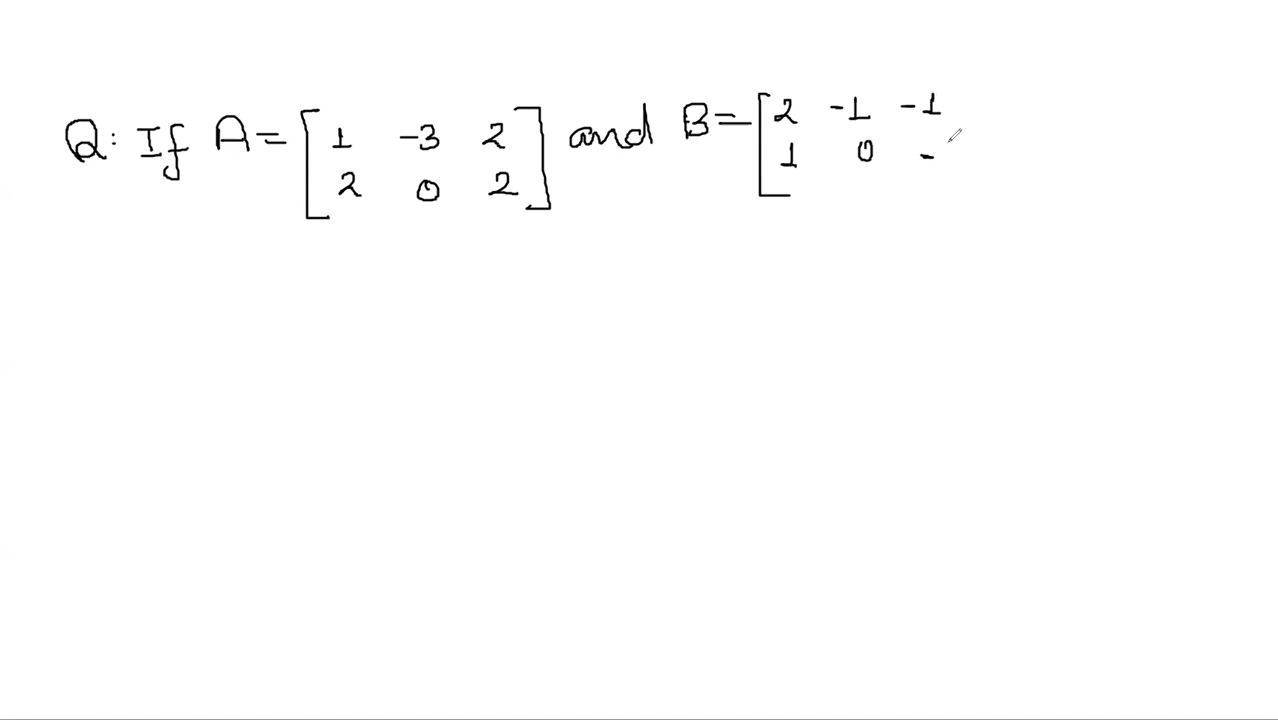 Q: If A = [ 1 -3 2 ] and B = [ 2 -1 -1
2 0 2 1 0 -